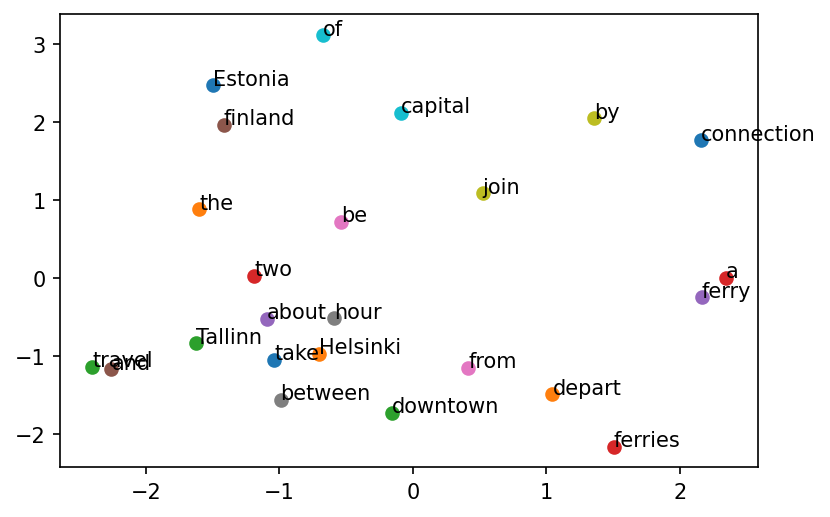 of
3
Estonia
capital
finland
by
2
connection
join
1
the
be
two
0
a
ferry
about hour
Tallinn
Helsinki
−1
travel
and
take
from
between
depart
downtown
−2
ferries
−2
−1
0
1
2